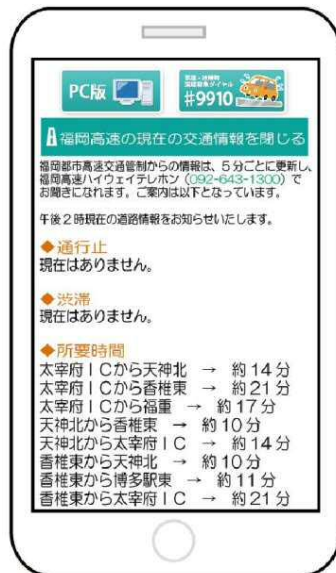 PC版
道路の異状時
道路緊急ダイヤル
#9910
福岡高速の現在の交通情報を閉じる
福岡都市高速交通管制からの情報は、５分ごとに更新し、
福岡高速ハイウェイテレホン（092-643-1300）で
お聞きになれます。ご案内は以下となっています。
午後２時現在の道路情報をお知らせいたします。
◆通行止
現在はありません。
◆渋滞
現在はありません。
◆所要時間
太宰府ＩＣから天神北 → 約14分
太宰府ＩＣから香椎東 → 約21分
太宰府ＩＣから福重 → 約17分
天神北から香椎東 → 約10分
天神北から太宰府ＩＣ → 約14分
香椎東から天神北 → 約10分
香椎東から博多駅東 → 約11分
香椎東から太宰府ＩＣ → 約21分